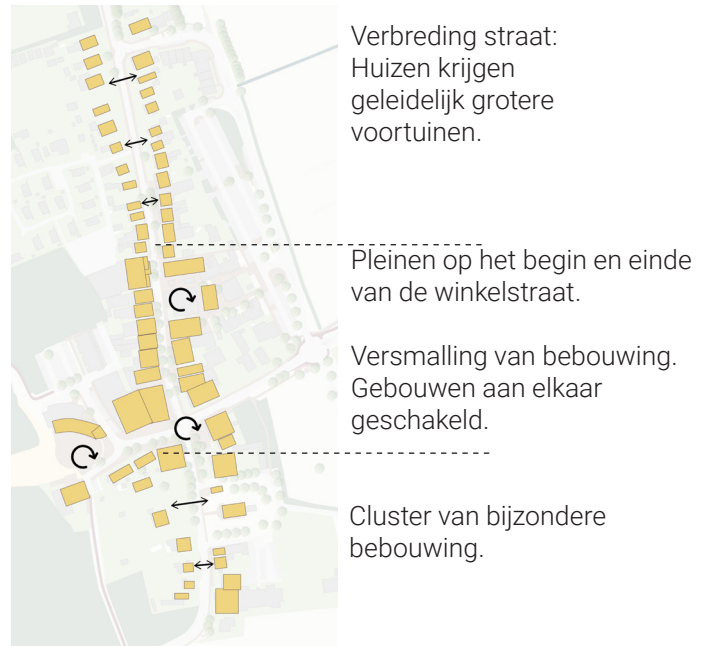 Verbreding straat:
Huizen krijgen
geleidelijk grotere
voortuinen.
Pleinen op het begin en einde
van de winkelstraat.
Versmalling van bebouwing.
Gebouwen aan elkaar
geschakeld.
Cluster van bijzondere
bebouwing.